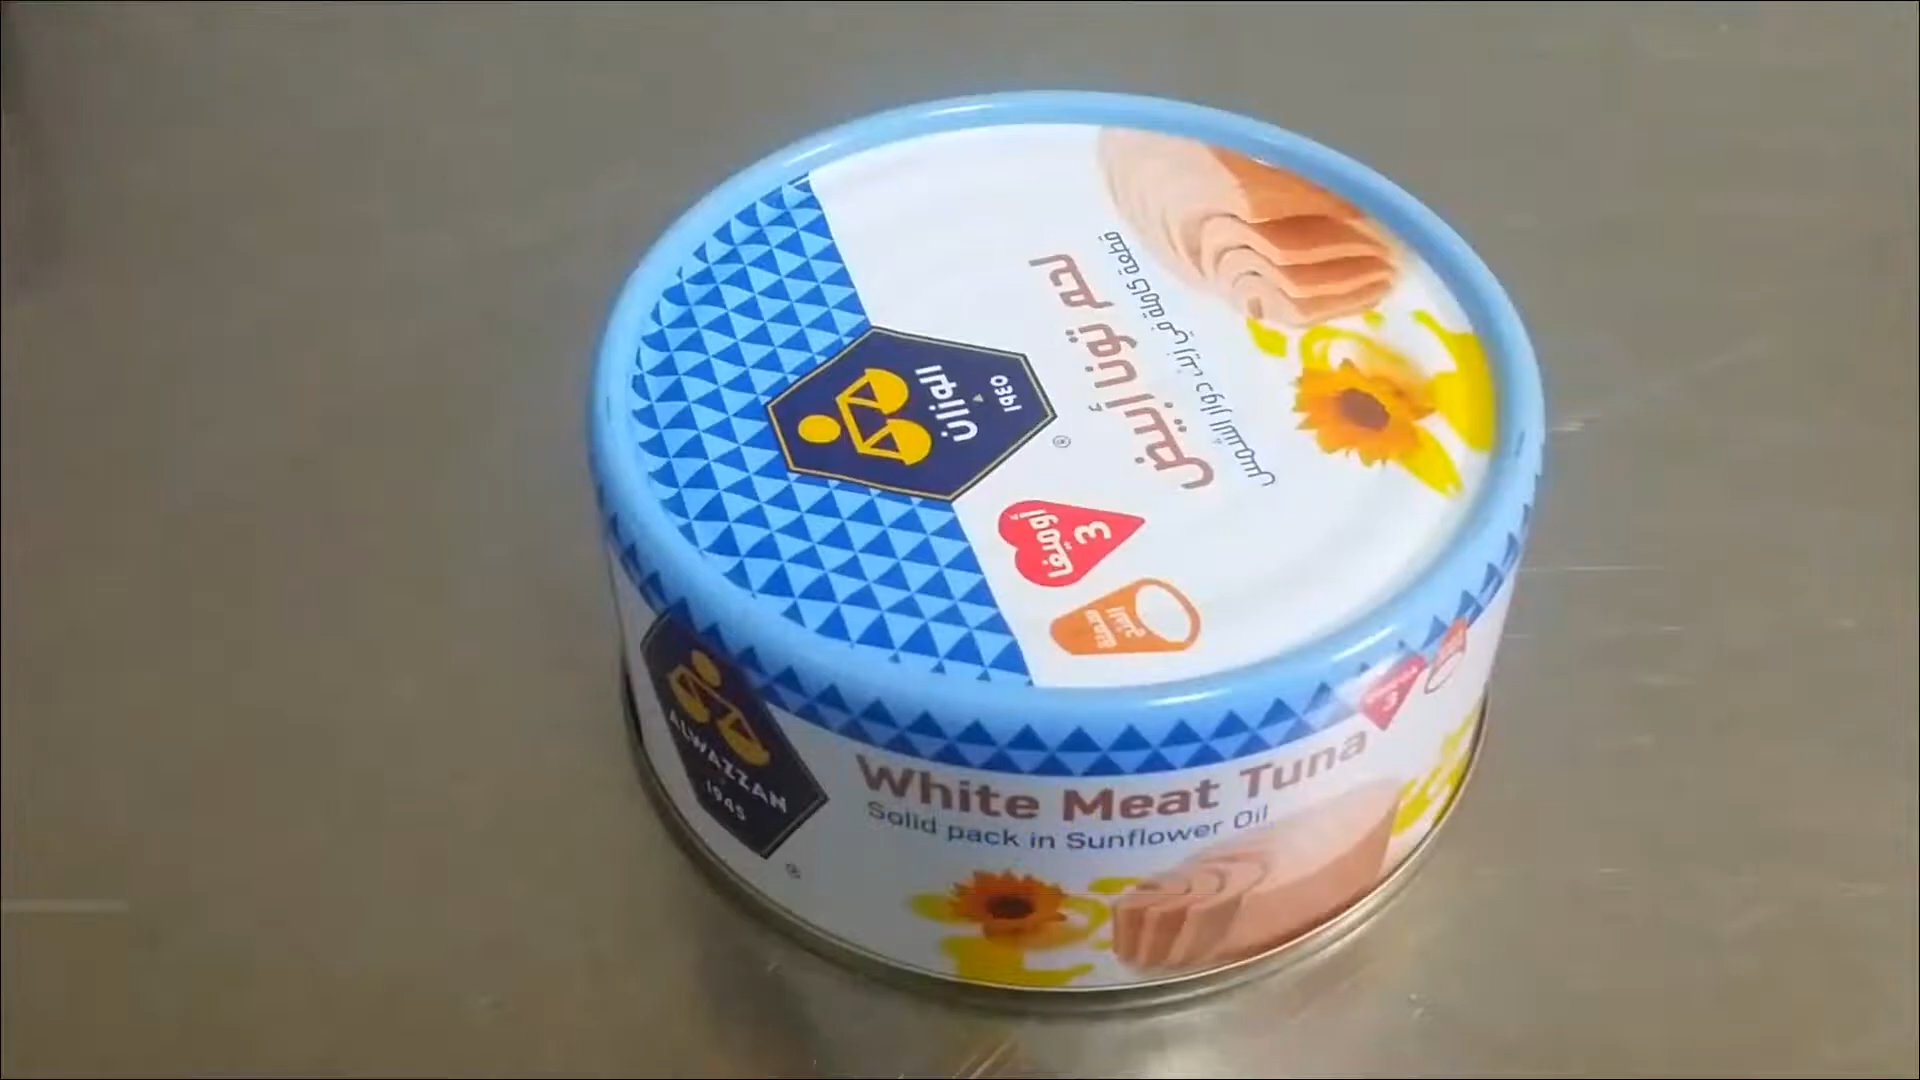 الوزان
١٩٤٥
®
لحم تونا أبيض
قطعة كاملة في زيت دوار الشمس
أوميغا
3
ALWAZZAN
1945
®
White Meat Tuna
Solid pack in Sunflower Oil
3